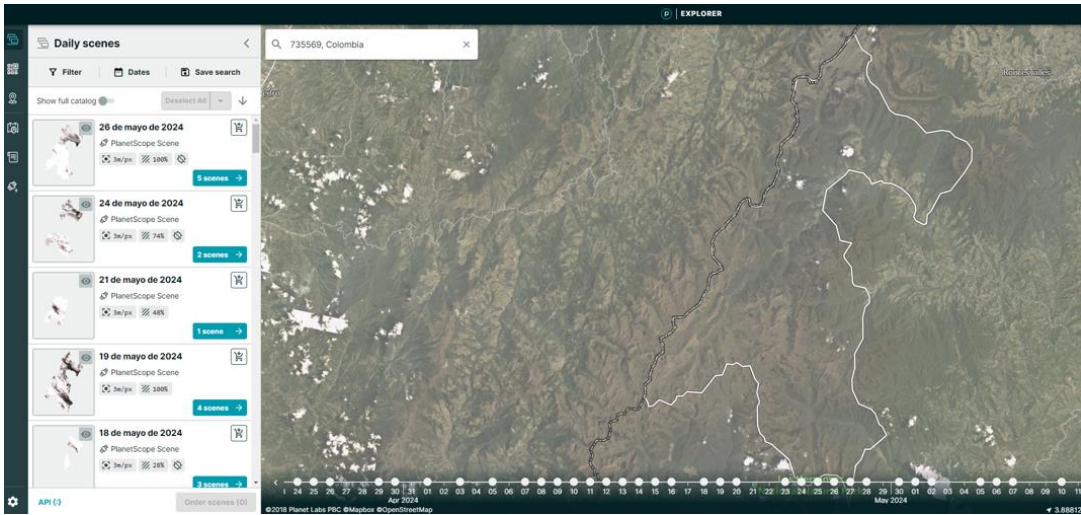 EXPLORER
Daily scenes
Filter
Dates
Save search
Show full catalog
Deselect All
26 de mayo de 2024
PlanetScope Scene
3m/px
100%
5 scenes
24 de mayo de 2024
PlanetScope Scene
3m/px
74%
2 scenes
21 de mayo de 2024
PlanetScope Scene
3m/px
48%
1 scene
19 de mayo de 2024
PlanetScope Scene
3m/px
100%
4 scenes
18 de mayo de 2024
PlanetScope Scene
3m/px
28%
3 scenes
API
Order scenes (0)
735569, Colombia
Roncesvalles
24 25 26 27 28 29 30 31 01 02 03 04 05 06 07 08 09 10 11 12 13 14 15 16 17 18 19 20 21 22 23 24 25 26 27 28 29 30 01 02 03 04 05 06 07 08 09 10 11
Apr 2024
May 2024
©2018 Planet Labs PBC ©Mapbox ©OpenStreetMap
3.88812